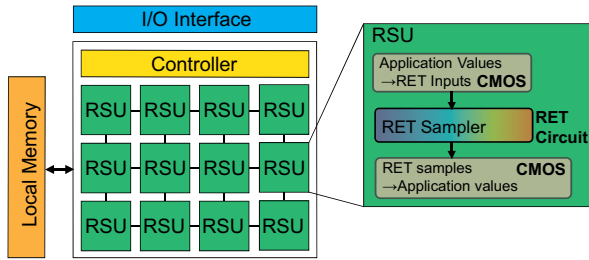 I/O Interface
Controller
Local Memory
RSU RSU RSU RSU
RSU RSU RSU RSU
RSU RSU RSU RSU
RSU
Application Values
→RET Inputs CMOS
RET Sampler
RET
Circuit
RET samples
CMOS
→Application values